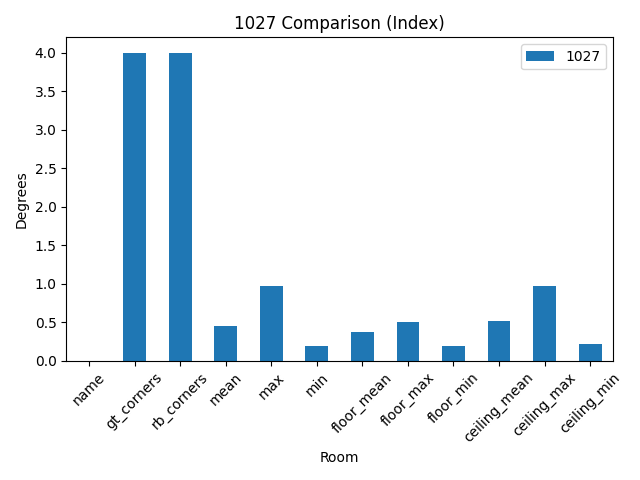 1027 Comparison (Index)
1027
Degrees
4.0
3.5
3.0
2.5
2.0
1.5
1.0
0.5
0.0
name
gt_corners
rb_corners
mean
max
min
floor_mean
floor_max
floor_min
ceiling_mean
ceiling_max
ceiling_min
Room